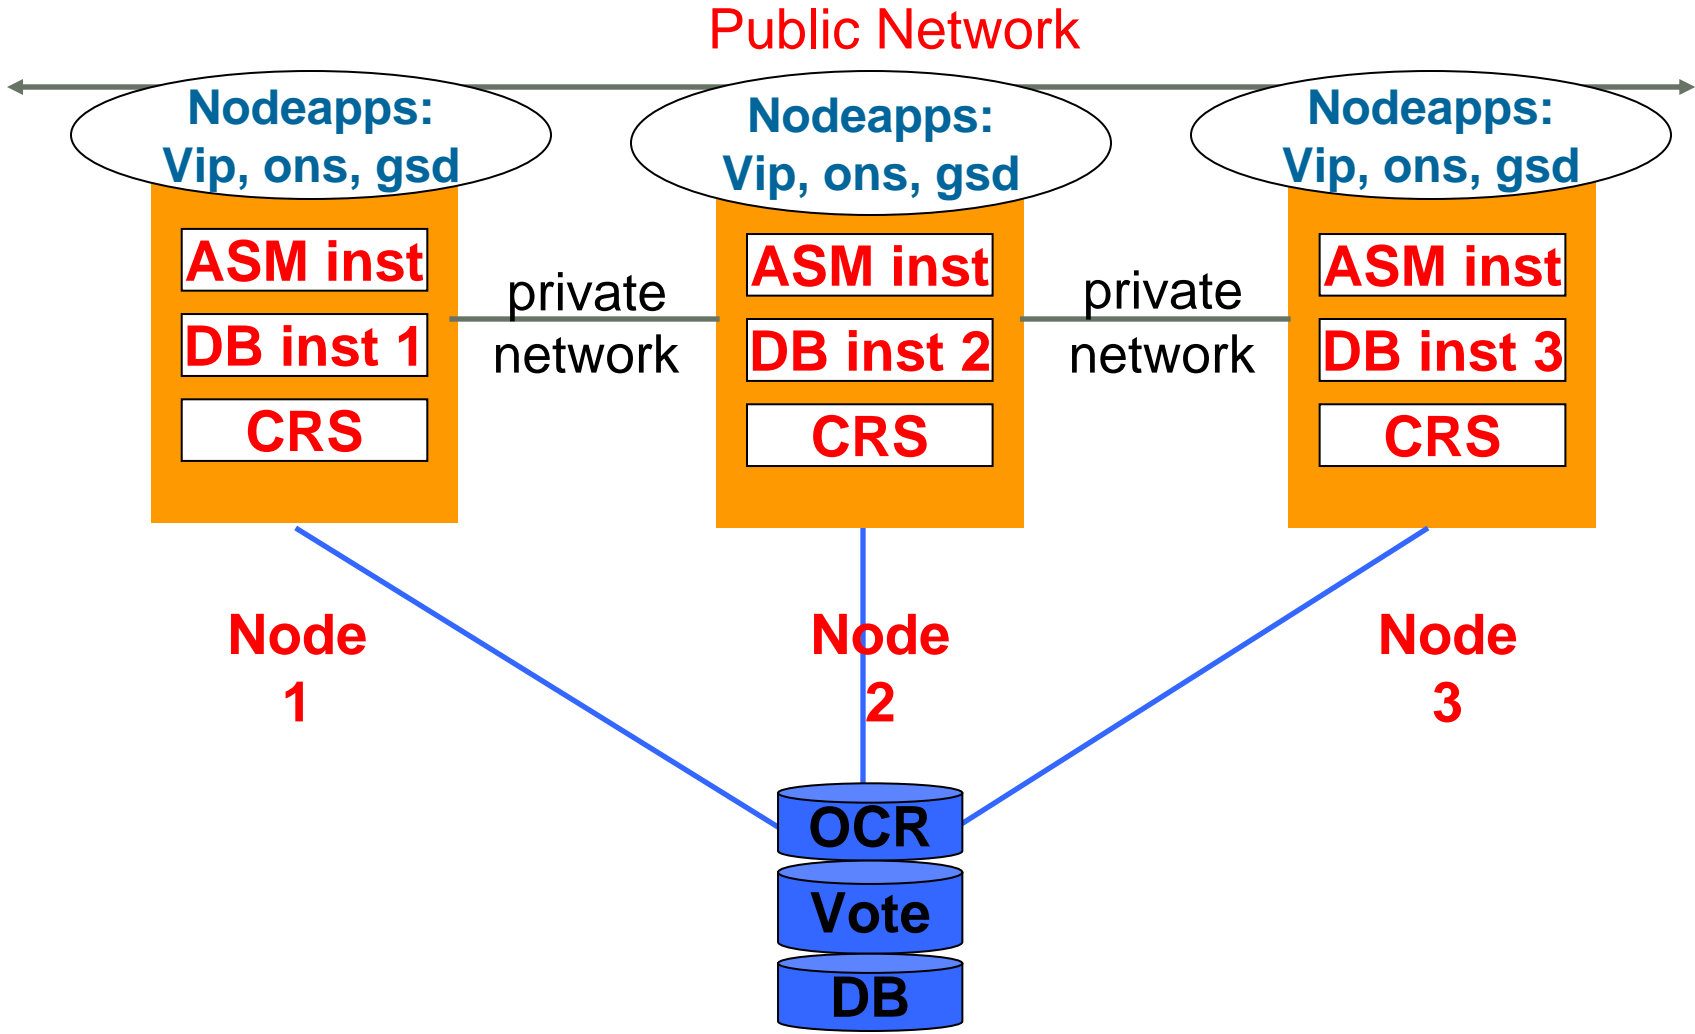 Public Network
Nodeapps:
Vip, ons, gsd
Nodeapps:
Vip, ons, gsd
Nodeapps:
Vip, ons, gsd
ASM inst
DB inst 1
CRS
private
network
ASM inst
DB inst 2
CRS
private
network
ASM inst
DB inst 3
CRS
Node
1
Node
2
Node
3
OCR
Vote
DB